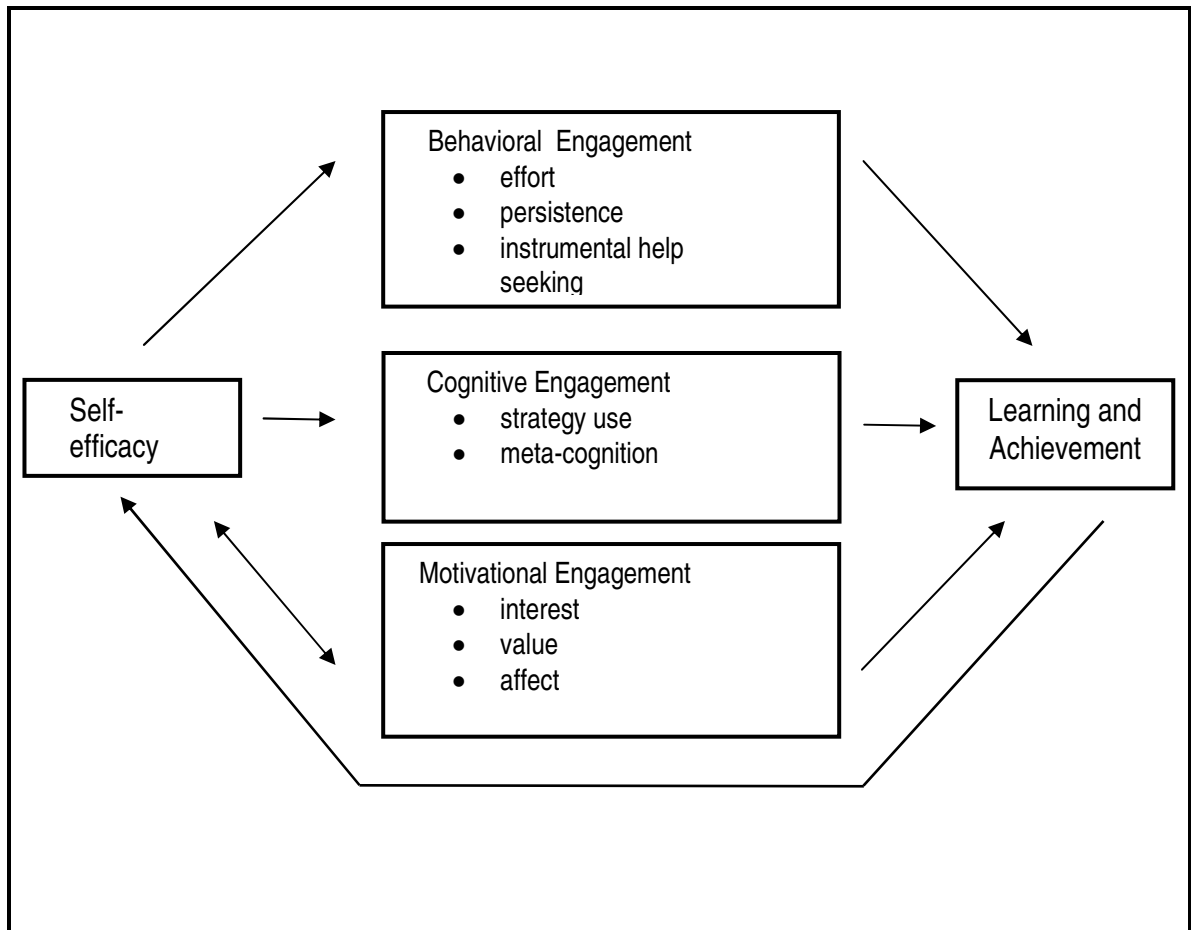 Behavioral Engagement
• effort
• persistence
• instrumental help
seeking
Self-
efficacy
Cognitive Engagement
• strategy use
• meta-cognition
Learning and
Achievement
Motivational Engagement
• interest
• value
• affect